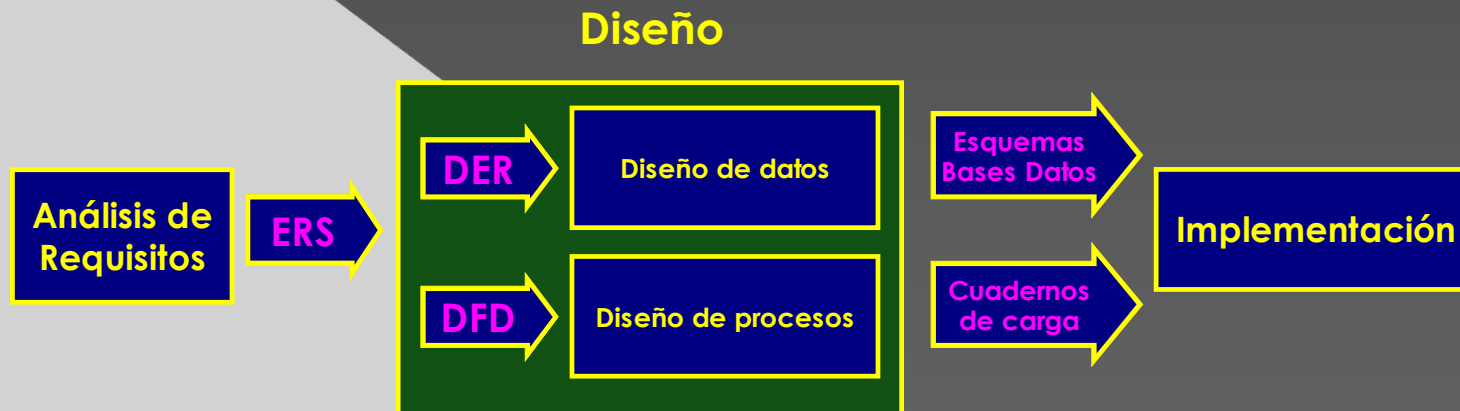 Diseño
Análisis de
Requisitos
ERS
DER
Diseño de datos
DFD
Diseño de procesos
Esquemas
Bases Datos
Cuadernos
de carga
Implementación